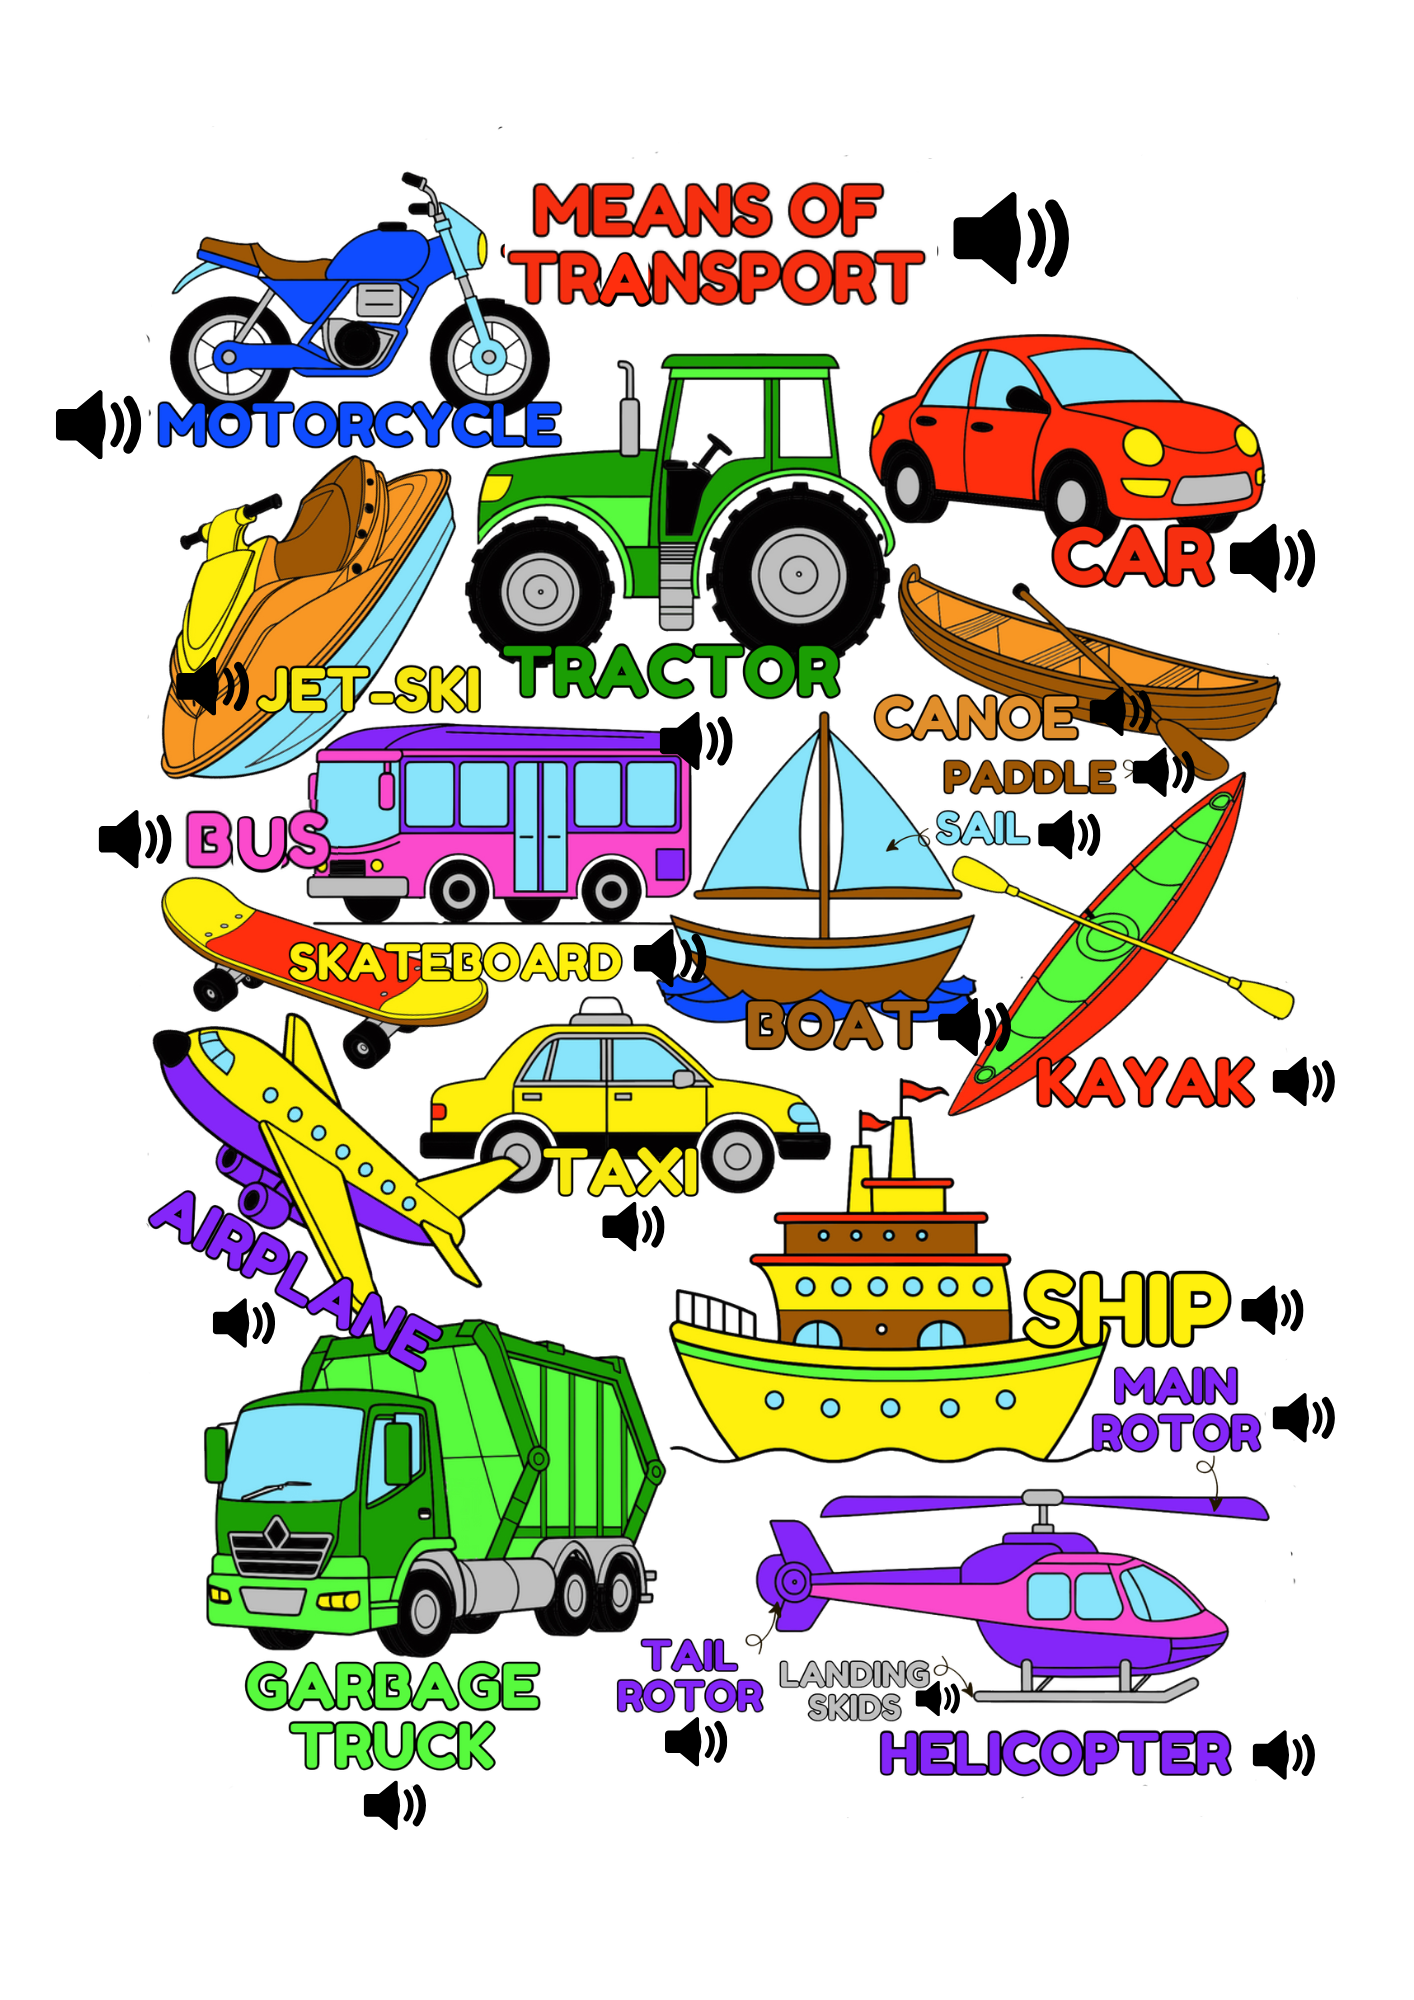 MEANS OF
TRANSPORT
MOTORCYCLE
CAR
JET-SKI
TRACTOR
CANOE
PADDLE
SAIL
BUS
SKATEBOARD
BOAT
KAYAK
TAXI
AIRPLANE
SHIP
MAIN
ROTOR
TAIL
ROTOR
LANDING
SKIDS
HELICOPTER
GARBAGE
TRUCK